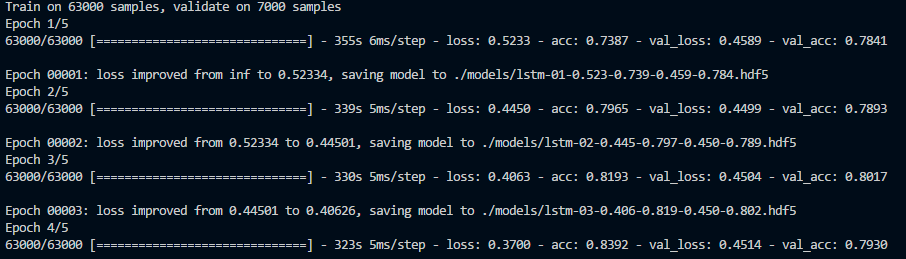 Train on 63000 samples, validate on 7000 samples
Epoch 1/5
63000/63000 [==============================] - 355s 6ms/step - loss: 0.5233 - acc: 0.7387 - val_loss: 0.4589 - val_acc: 0.7841
Epoch 00001: loss improved from inf to 0.52334, saving model to ./models/lstm-01-0.523-0.739-0.459-0.784.hdf5
Epoch 2/5
63000/63000 [==============================] - 339s 5ms/step - loss: 0.4450 - acc: 0.7965 - val_loss: 0.4499 - val_acc: 0.7893
Epoch 00002: loss improved from 0.52334 to 0.44501, saving model to ./models/lstm-02-0.445-0.797-0.450-0.789.hdf5
Epoch 3/5
63000/63000 [==============================] - 330s 5ms/step - loss: 0.4063 - acc: 0.8193 - val_loss: 0.4504 - val_acc: 0.8017
Epoch 00003: loss improved from 0.44501 to 0.40626, saving model to ./models/lstm-03-0.406-0.819-0.450-0.802.hdf5
Epoch 4/5
63000/63000 [==============================] - 323s 5ms/step - loss: 0.3700 - acc: 0.8392 - val_loss: 0.4514 - val_acc: 0.7930